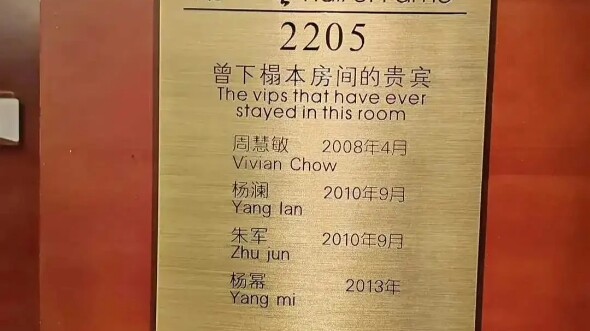 Hall of Fame
2205
曾下榻本房间的贵宾
The vips that have ever
stayed in this room
周慧敏 2008年4月
Vivian Chow
杨澜 2010年9月
Yang lan
朱军 2010年9月
Zhu jun
杨幂 2013年
Yang mi